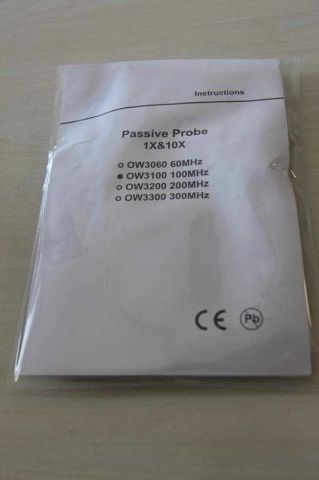 Instructions
Passive Probe
1X&10X
○ OW3060 60MHz
● OW3100 100MHz
○ OW3200 200MHz
○ OW3300 300MHz
CE Pb